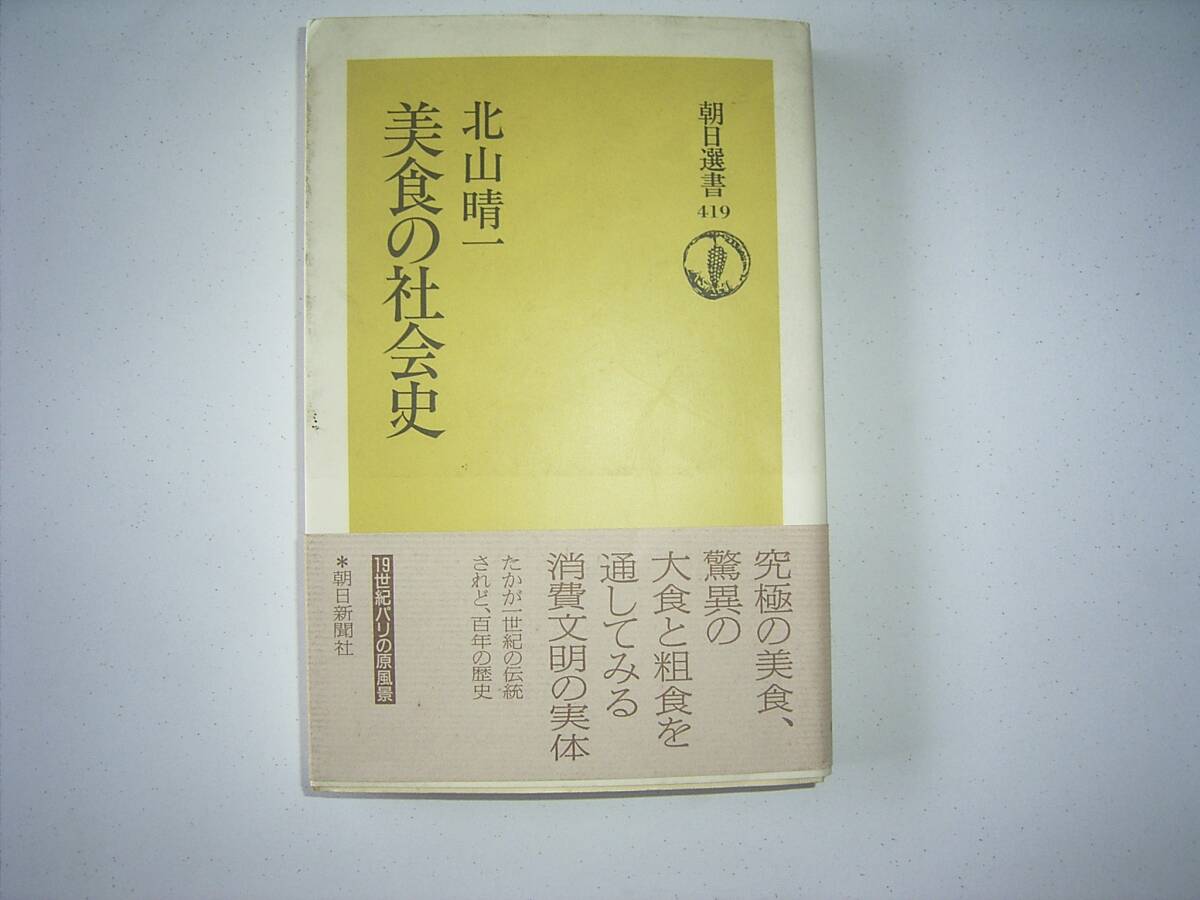 朝日選書
419
北山晴一
美食の社会史
究極の美食、
驚異の
大食と粗食を
通してみる
消費文明の実体
たかが一世紀の伝統
されど、百年の歴史
19世紀パリの原風景
＊朝日新聞社